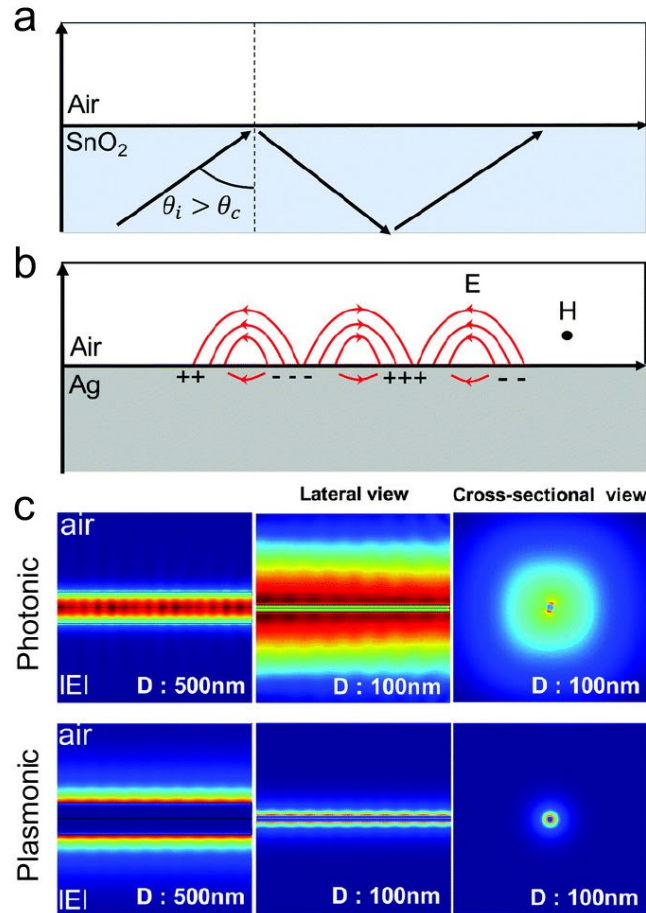 a
Air
SnO₂
θᵢ > θ_c
b
E
H
Air
Ag
++ - - - +++ - -
Lateral view Cross-sectional view
c
Photonic
air
|E|
D : 500nm
D : 100nm
D : 100nm
Plasmonic
air
|E|
D : 500nm
D : 100nm
D : 100nm